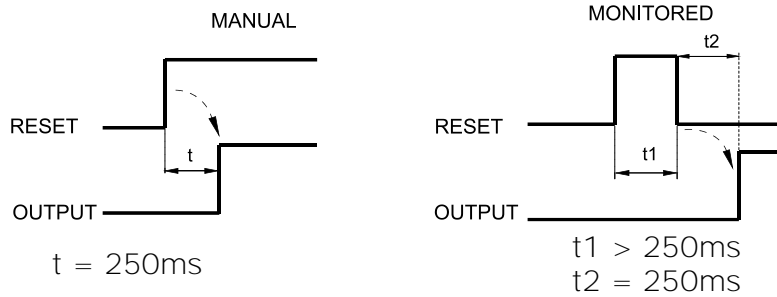 MANUAL
RESET
t
OUTPUT
t = 250ms
MONITORED
t2
RESET
t1
OUTPUT
t1 > 250ms
t2 = 250ms